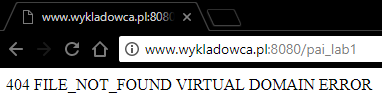 www.wykladowca.pl:8080
www.wykladowca.pl:8080/pai_lab1
404 FILE_NOT_FOUND VIRTUAL DOMAIN ERROR